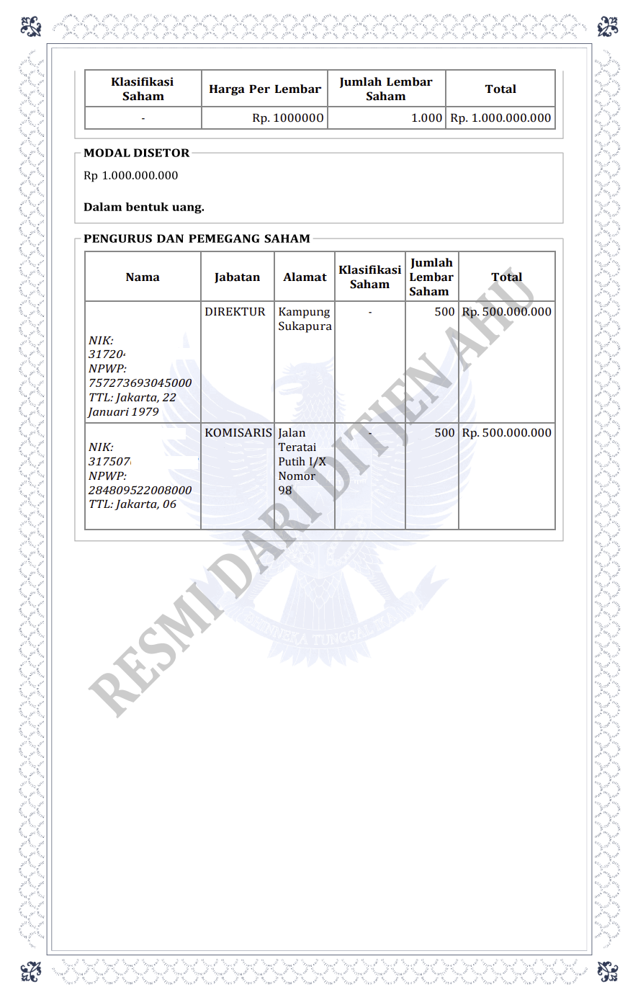 Klasifikasi Saham | Harga Per Lembar | Jumlah Lembar Saham | Total
- | Rp. 1000000 | 1.000 | Rp. 1.000.000.000
MODAL DISETOR
Rp 1.000.000.000
Dalam bentuk uang.
PENGURUS DAN PEMEGANG SAHAM
Nama | Jabatan | Alamat | Klasifikasi Saham | Jumlah Lembar Saham | Total
DIREKTUR | Kampung Sukapura | - | 500 | Rp. 500.000.000
NIK:
31720
NPWP:
757273693045000
TTL: Jakarta, 22
Januari 1979
KOMISARIS | Jalan Teratai Putih I/X Nomor 98 | - | 500 | Rp. 500.000.000
NIK:
317507
NPWP:
284809522008000
TTL: Jakarta, 06
RESMI DARI DITJEN AHU
BHINNEKA TUNGGAL IKA